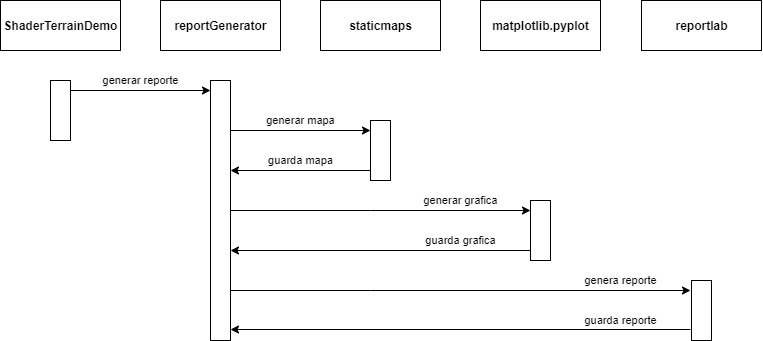 ShaderTerrainDemo
reportGenerator
staticmaps
matplotlib.pyplot
reportlab
generar reporte
generar mapa
guarda mapa
generar grafica
guarda grafica
genera reporte
guarda reporte